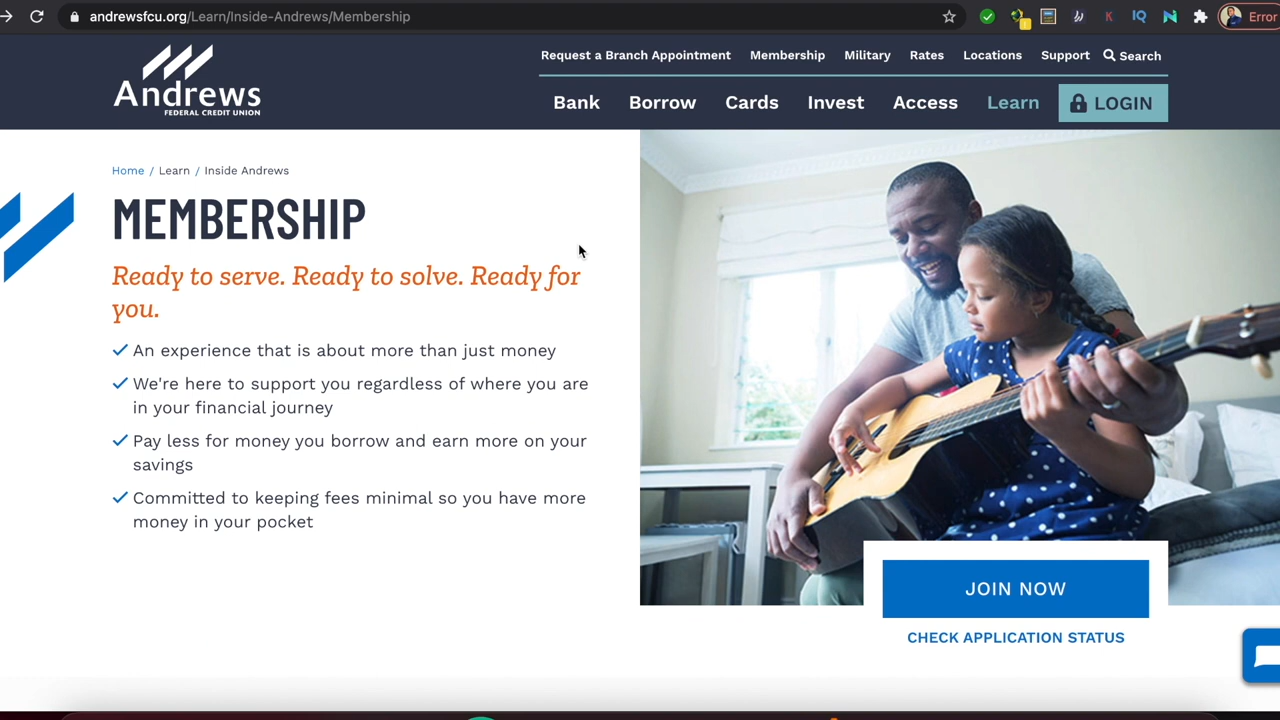 andrewsfcu.org/Learn/Inside-Andrews/Membership
IQ
Error
Andrews
FEDERAL CREDIT UNION
Request a Branch Appointment Membership Military Rates Locations Support Search
Bank Borrow Cards Invest Access Learn LOGIN
Home / Learn / Inside Andrews
MEMBERSHIP
Ready to serve. Ready to solve. Ready for
you.
An experience that is about more than just money
We're here to support you regardless of where you are
in your financial journey
Pay less for money you borrow and earn more on your
savings
Committed to keeping fees minimal so you have more
money in your pocket
JOIN NOW
CHECK APPLICATION STATUS